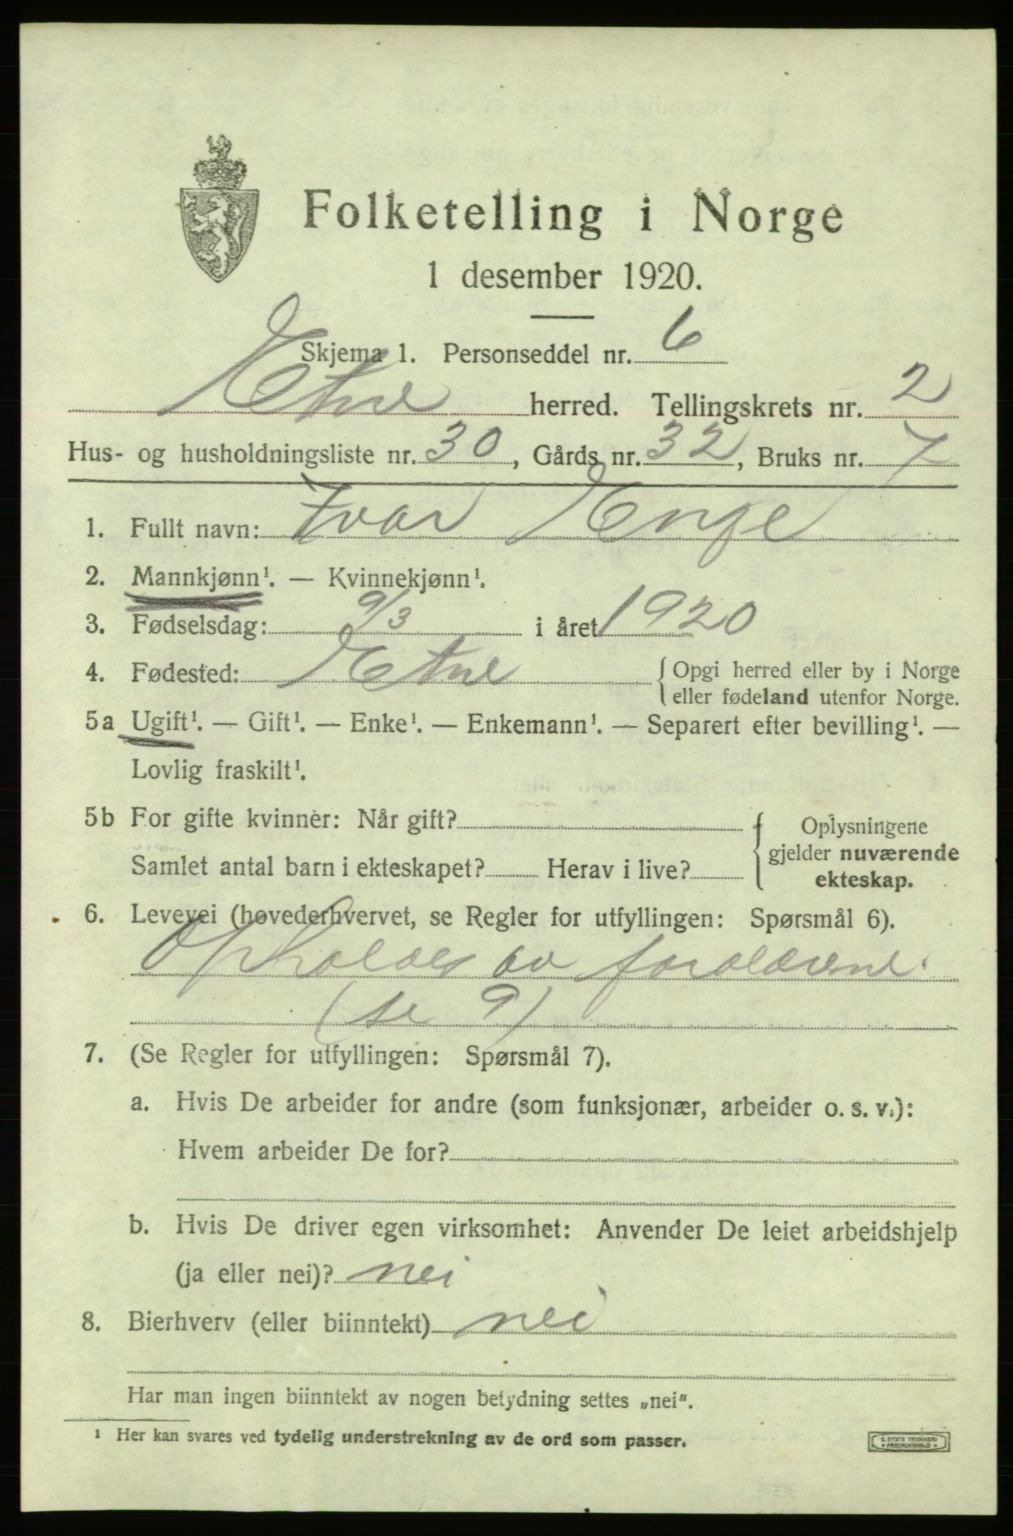 Folketelling i Norge
1 desember 1920.
Skjema 1. Personseddel nr. 6
Etne herred. Tellingskrets nr. 2
Hus- og husholdningsliste nr. 30, Gårds nr. 32, Bruks nr. 7
1. Fullt navn: Ivar Enge
2. Mannkjønn¹. — Kvinnekjønn¹.
3. Fødselsdag: 9/3 i året 1920
4. Fødested: Etne {Opgi herred eller by i Norge
eller fødeland utenfor Norge.
5a Ugift¹. — Gift¹. — Enke¹. — Enkemann¹. — Separert efter bevilling¹. —
Lovlig fraskilt¹.
5b For gifte kvinner: Når gift? { Oplysningene
Samlet antal barn i ekteskapet? Herav i live? gjelder nuværende
ekteskap.
6. Levevei (hovederhvervet, se Regler for utfyllingen: Spørsmål 6).
Opholdes av forældrene.
(se 9)
7. (Se Regler for utfyllingen: Spørsmål 7).
a. Hvis De arbeider for andre (som funksjonær, arbeider o. s. v.):
Hvem arbeider De for?
b. Hvis De driver egen virksomhet: Anvender De leiet arbeidshjelp
(ja eller nei)? nei
8. Bierhverv (eller biinntekt) nei
Har man ingen biinntekt av nogen betydning settes „nei“.
¹ Her kan svares ved tydelig understrekning av de ord som passer.